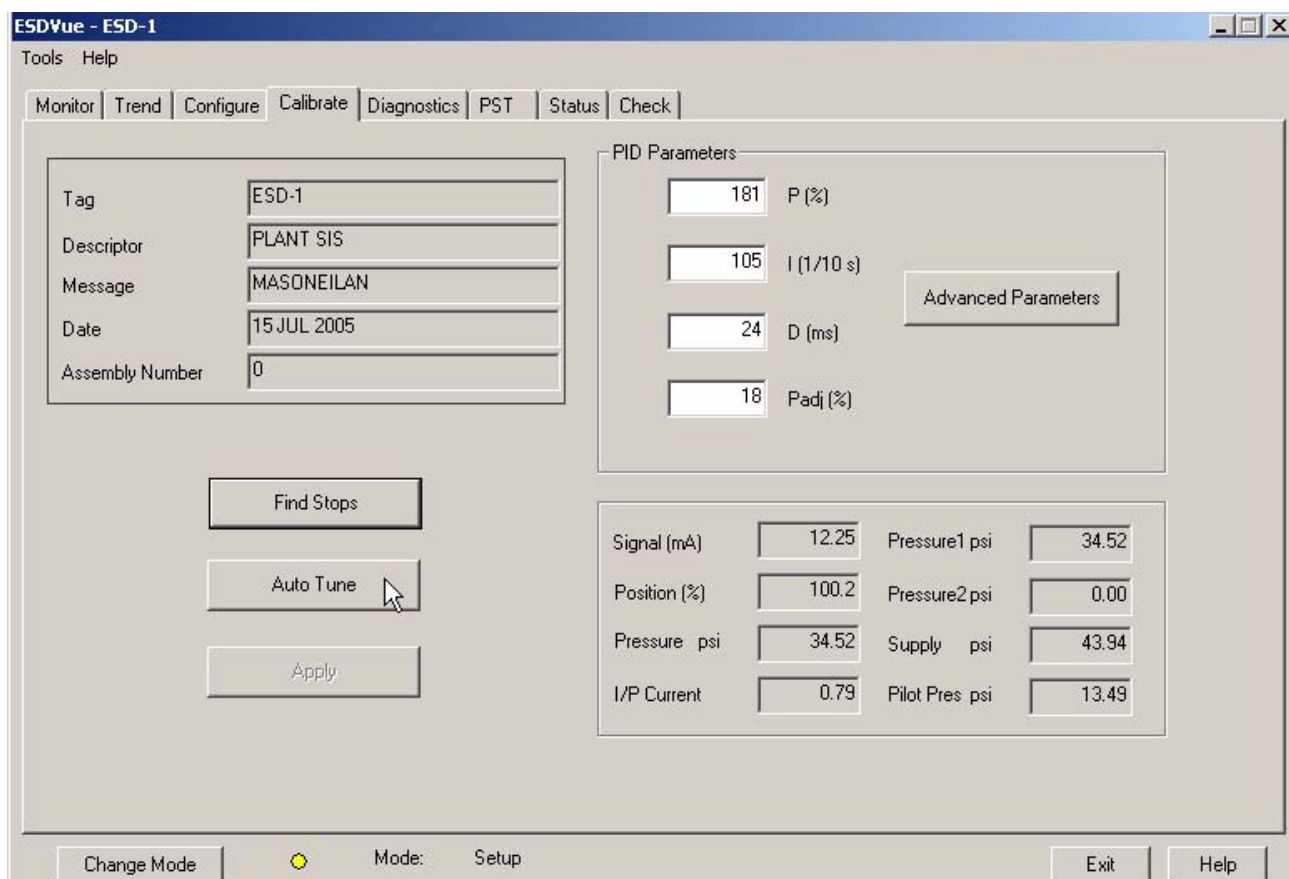 ESDVue - ESD-1
Tools Help
Monitor Trend Configure Calibrate Diagnostics PST Status Check
Tag ESD-1
Descriptor PLANT SIS
Message MASONEILAN
Date 15 JUL 2005
Assembly Number 0
Find Stops
Auto Tune
Apply
PID Parameters
181 P (%)
105 I (1/10 s)
24 D (ms)
18 Padj (%)
Advanced Parameters
Signal (mA) 12.25 Pressure1 psi 34.52
Position (%) 100.2 Pressure2 psi 0.00
Pressure psi 34.52 Supply psi 43.94
I/P Current 0.79 Pilot Pres psi 13.49
Change Mode Mode: Setup Exit Help